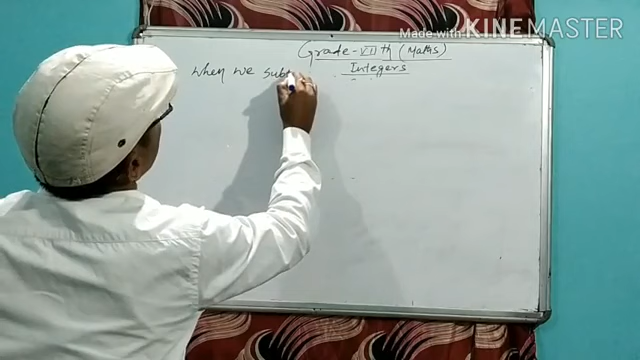 Made with KINEMASTER
Grade-VIIth (Maths)
Integers
when we sub